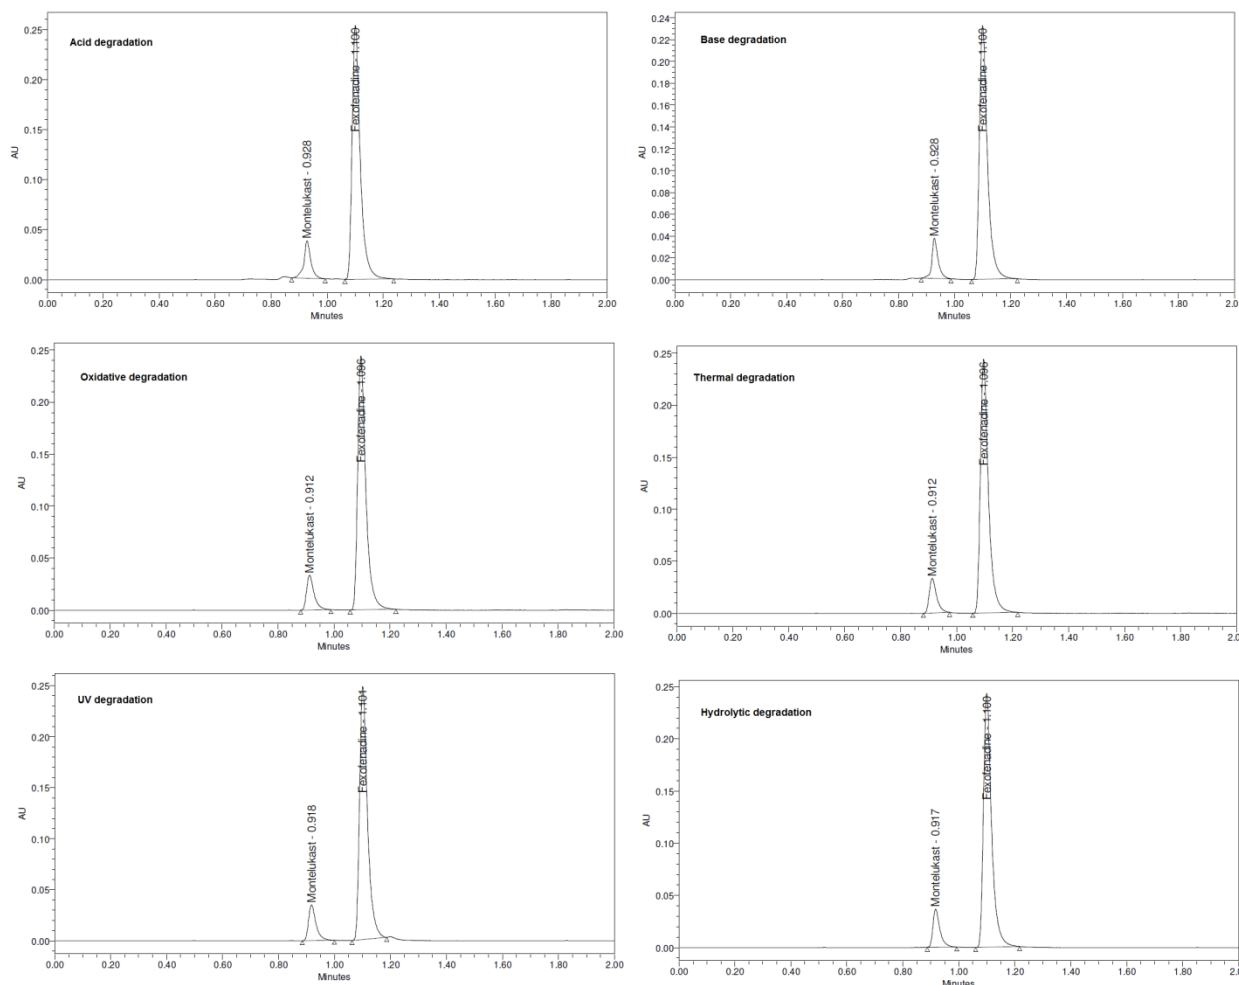 Acid degradation
0.25
0.20
0.15
0.10
0.05
0.00
AU
Montelukast - 0.928
Fexofenadine - 1.100
0.00 0.20 0.40 0.60 0.80 1.00 1.20 1.40 1.60 1.80 2.00
Minutes
Base degradation
0.24
0.22
0.20
0.18
0.16
0.14
0.12
0.10
0.08
0.06
0.04
0.02
0.00
AU
Montelukast - 0.928
Fexofenadine - 1.100
0.00 0.20 0.40 0.60 0.80 1.00 1.20 1.40 1.60 1.80 2.0
Minutes
Oxidative degradation
0.25
0.20
0.15
0.10
0.05
0.00
AU
Montelukast - 0.912
Fexofenadine - 1.096
0.00 0.20 0.40 0.60 0.80 1.00 1.20 1.40 1.60 1.80 2.00
Minutes
Thermal degradation
0.25
0.20
0.15
0.10
0.05
0.00
AU
Montelukast - 0.912
Fexofenadine - 1.096
0.00 0.20 0.40 0.60 0.80 1.00 1.20 1.40 1.60 1.80 2.0
Minutes
UV degradation
0.25
0.20
0.15
0.10
0.05
0.00
AU
Montelukast - 0.918
Fexofenadine - 1.101
0.00 0.20 0.40 0.60 0.80 1.00 1.20 1.40 1.60 1.80 2.00
Minutes
Hydrolytic degradation
0.25
0.20
0.15
0.10
0.05
0.00
AU
Montelukast - 0.917
Fexofenadine - 1.100
0.00 0.20 0.40 0.60 0.80 1.00 1.20 1.40 1.60 1.80 2.00
Minutes